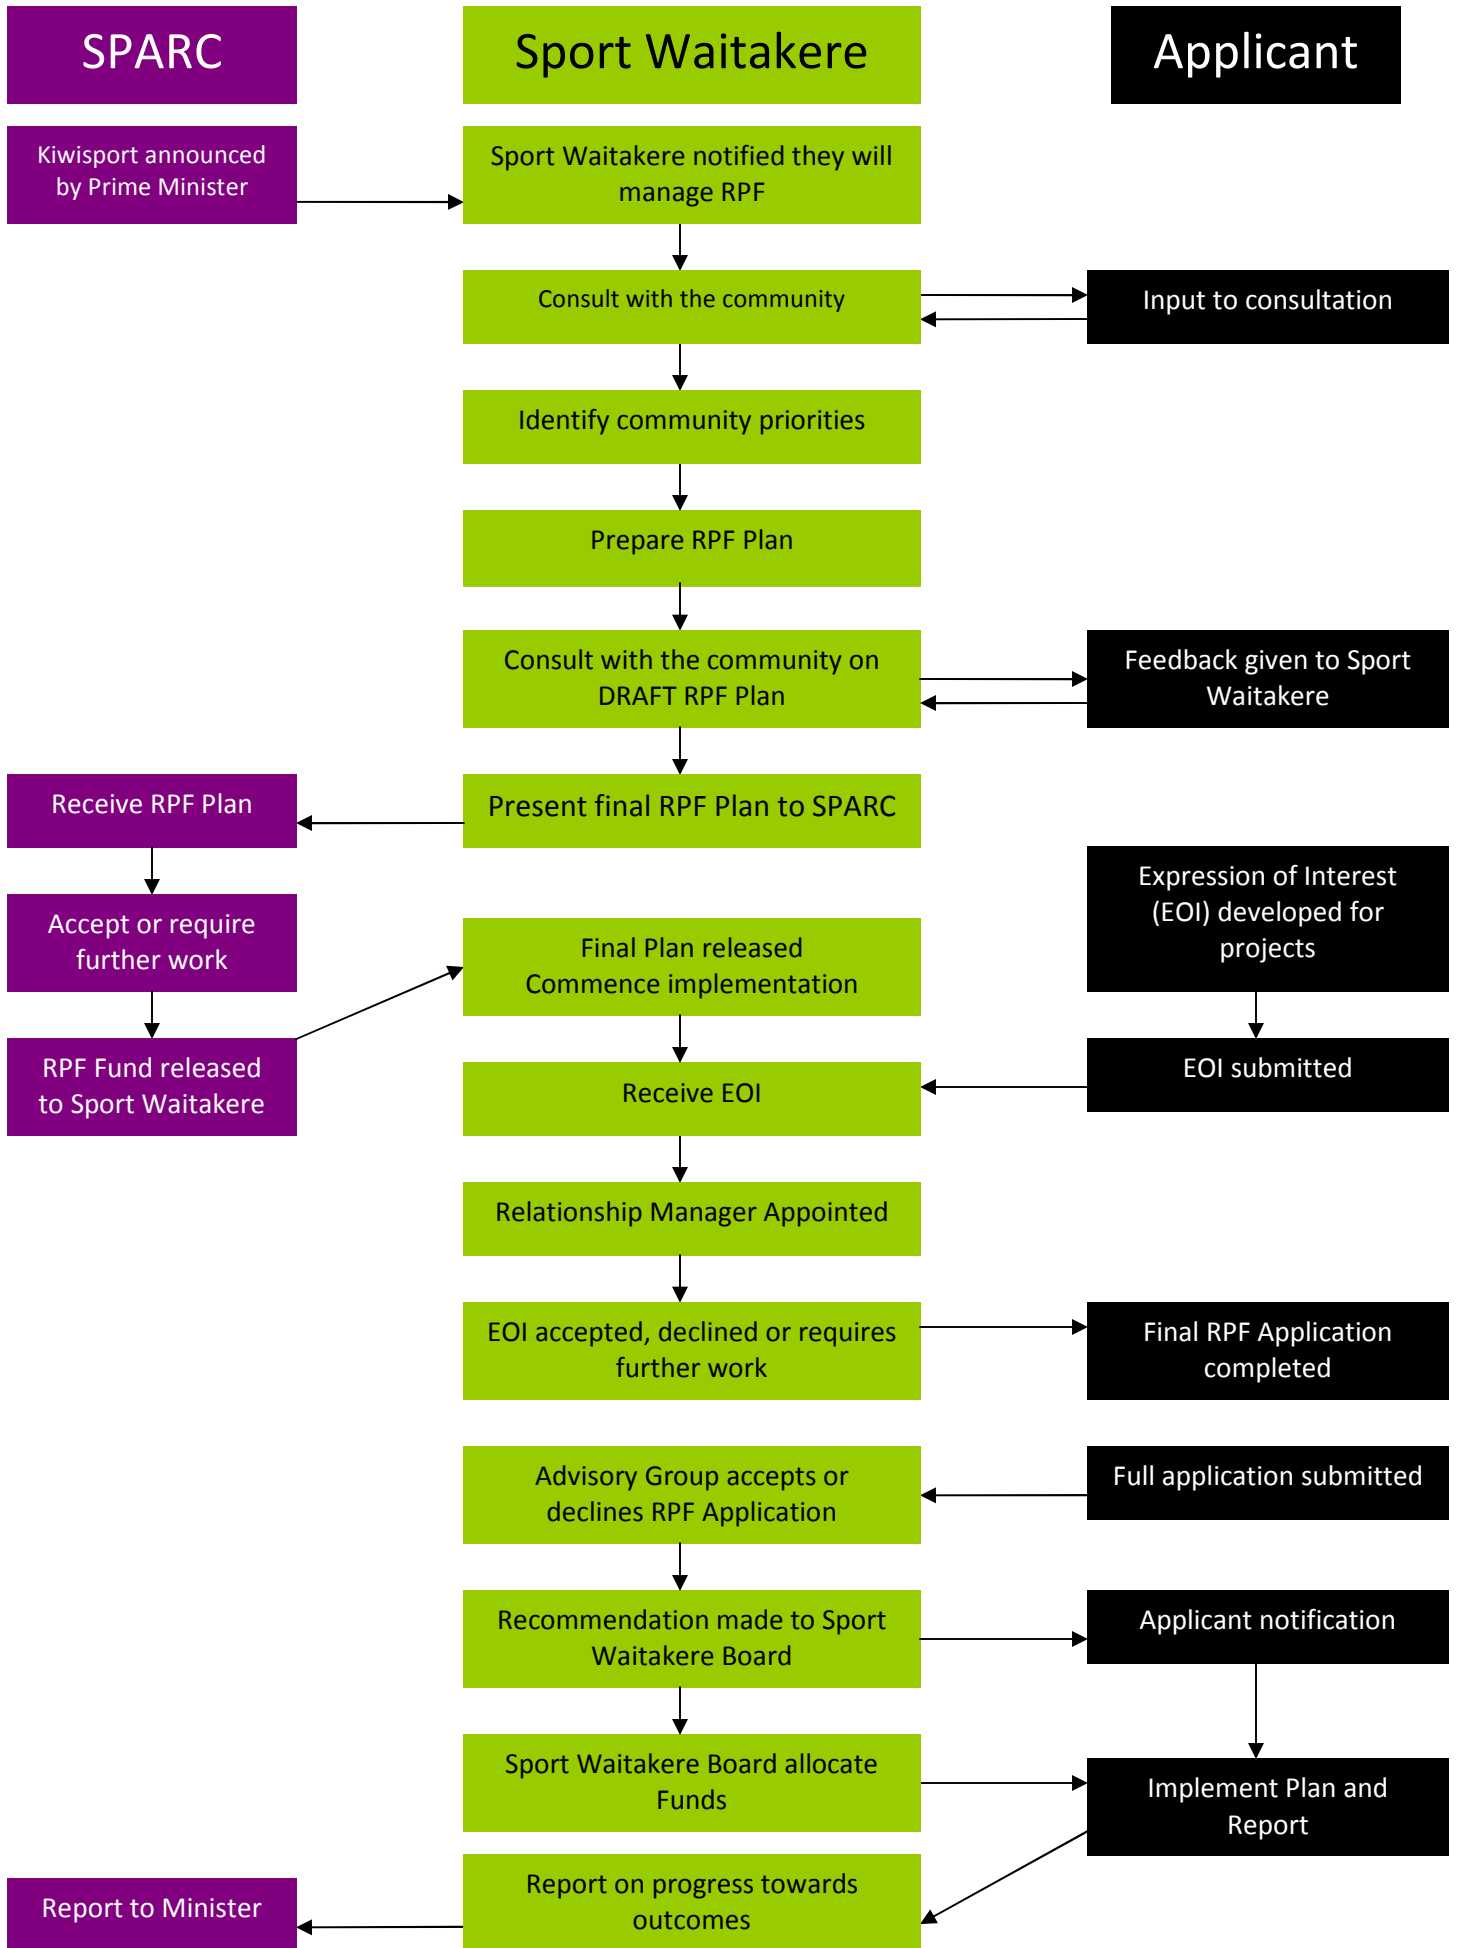 SPARC
Sport Waitakere
Applicant
Kiwisport announced
by Prime Minister
Sport Waitakere notified they will
manage RPF
Consult with the community
Input to consultation
Identify community priorities
Prepare RPF Plan
Consult with the community on
DRAFT RPF Plan
Feedback given to Sport
Waitakere
Receive RPF Plan
Present final RPF Plan to SPARC
Accept or require
further work
Expression of Interest
(EOI) developed for
projects
Final Plan released
Commence implementation
RPF Fund released
to Sport Waitakere
Receive EOI
EOI submitted
Relationship Manager Appointed
EOI accepted, declined or requires
further work
Final RPF Application
completed
Advisory Group accepts or
declines RPF Application
Full application submitted
Recommendation made to Sport
Waitakere Board
Applicant notification
Sport Waitakere Board allocate
Funds
Implement Plan and
Report
Report on progress towards
outcomes
Report to Minister